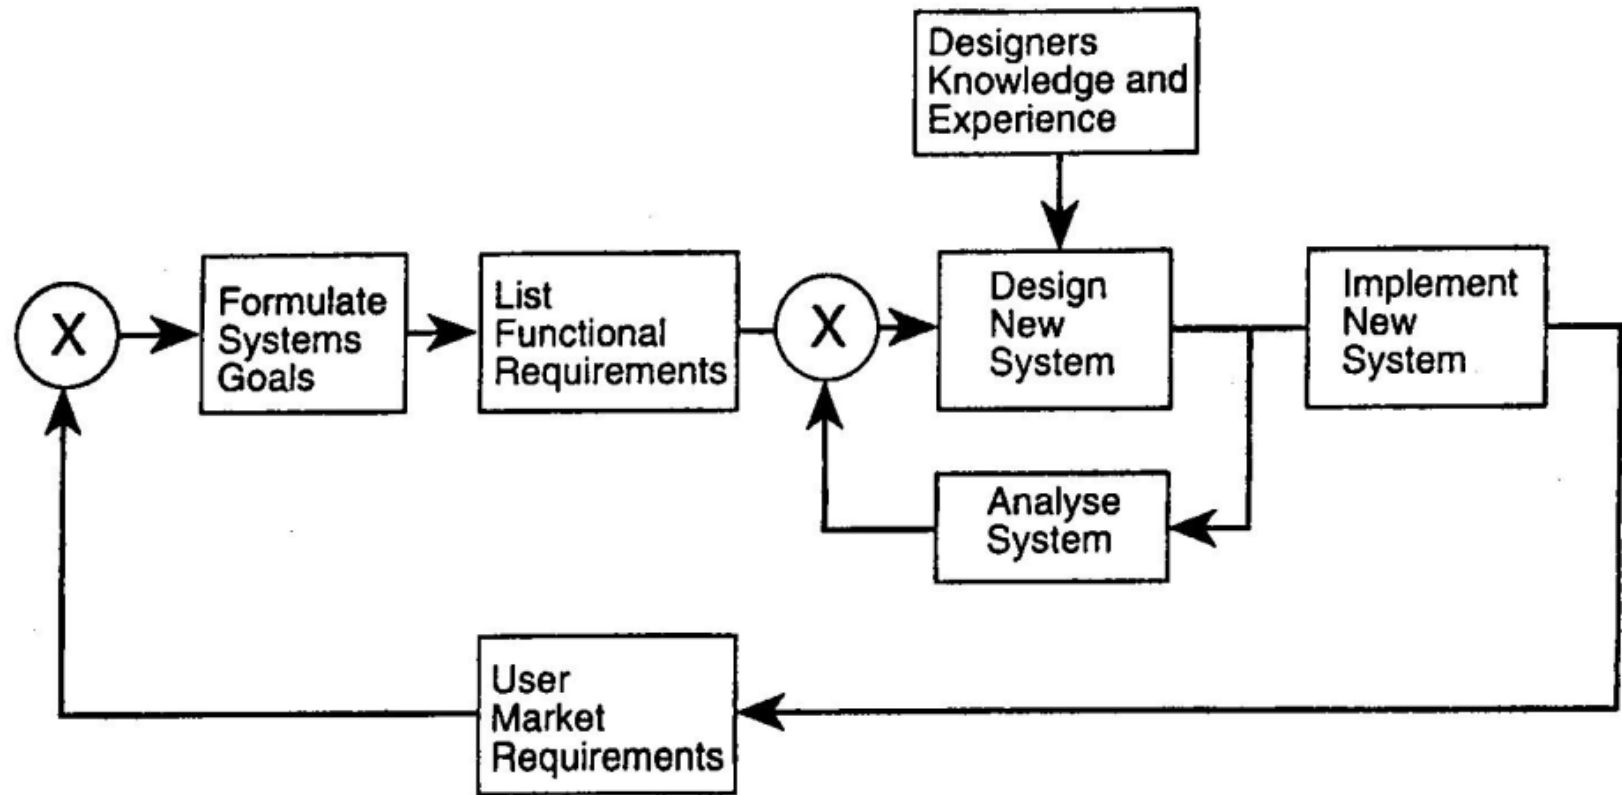 Designers
Knowledge and
Experience
X
Formulate
Systems
Goals
List
Functional
Requirements
X
Design
New
System
Implement
New
System
Analyse
System
User
Market
Requirements